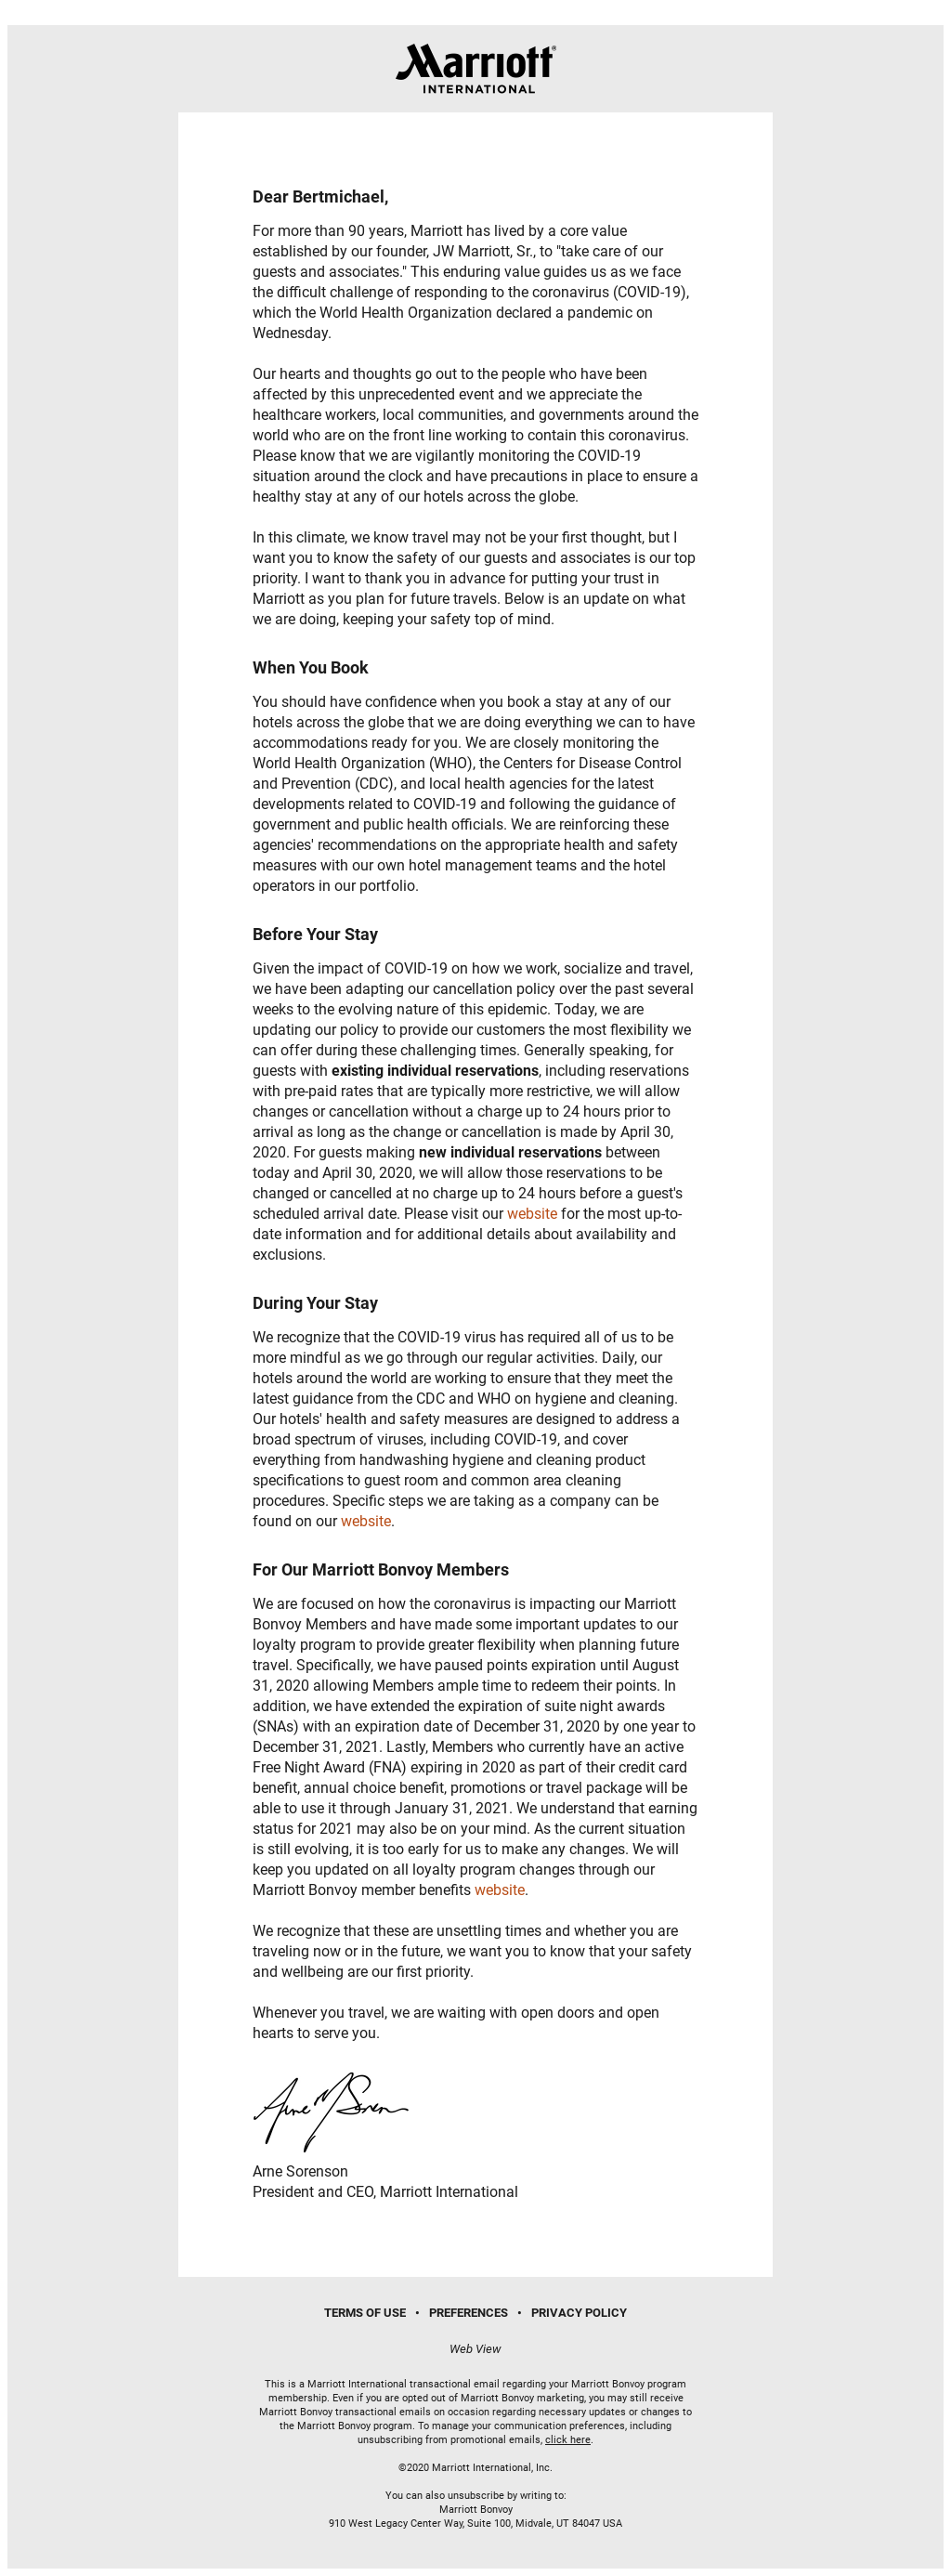 Marriott®
INTERNATIONAL
Dear Bertmichael,
For more than 90 years, Marriott has lived by a core value
established by our founder, JW Marriott, Sr., to "take care of our
guests and associates." This enduring value guides us as we face
the difficult challenge of responding to the coronavirus (COVID-19),
which the World Health Organization declared a pandemic on
Wednesday.
Our hearts and thoughts go out to the people who have been
affected by this unprecedented event and we appreciate the
healthcare workers, local communities, and governments around the
world who are on the front line working to contain this coronavirus.
Please know that we are vigilantly monitoring the COVID-19
situation around the clock and have precautions in place to ensure a
healthy stay at any of our hotels across the globe.
In this climate, we know travel may not be your first thought, but I
want you to know the safety of our guests and associates is our top
priority. I want to thank you in advance for putting your trust in
Marriott as you plan for future travels. Below is an update on what
we are doing, keeping your safety top of mind.
When You Book
You should have confidence when you book a stay at any of our
hotels across the globe that we are doing everything we can to have
accommodations ready for you. We are closely monitoring the
World Health Organization (WHO), the Centers for Disease Control
and Prevention (CDC), and local health agencies for the latest
developments related to COVID-19 and following the guidance of
government and public health officials. We are reinforcing these
agencies' recommendations on the appropriate health and safety
measures with our own hotel management teams and the hotel
operators in our portfolio.
Before Your Stay
Given the impact of COVID-19 on how we work, socialize and travel,
we have been adapting our cancellation policy over the past several
weeks to the evolving nature of this epidemic. Today, we are
updating our policy to provide our customers the most flexibility we
can offer during these challenging times. Generally speaking, for
guests with existing individual reservations, including reservations
with pre-paid rates that are typically more restrictive, we will allow
changes or cancellation without a charge up to 24 hours prior to
arrival as long as the change or cancellation is made by April 30,
2020. For guests making new individual reservations between
today and April 30, 2020, we will allow those reservations to be
changed or cancelled at no charge up to 24 hours before a guest's
scheduled arrival date. Please visit our website for the most up-to-
date information and for additional details about availability and
exclusions.
During Your Stay
We recognize that the COVID-19 virus has required all of us to be
more mindful as we go through our regular activities. Daily, our
hotels around the world are working to ensure that they meet the
latest guidance from the CDC and WHO on hygiene and cleaning.
Our hotels' health and safety measures are designed to address a
broad spectrum of viruses, including COVID-19, and cover
everything from handwashing hygiene and cleaning product
specifications to guest room and common area cleaning
procedures. Specific steps we are taking as a company can be
found on our website.
For Our Marriott Bonvoy Members
We are focused on how the coronavirus is impacting our Marriott
Bonvoy Members and have made some important updates to our
loyalty program to provide greater flexibility when planning future
travel. Specifically, we have paused points expiration until August
31, 2020 allowing Members ample time to redeem their points. In
addition, we have extended the expiration of suite night awards
(SNAs) with an expiration date of December 31, 2020 by one year to
December 31, 2021. Lastly, Members who currently have an active
Free Night Award (FNA) expiring in 2020 as part of their credit card
benefit, annual choice benefit, promotions or travel package will be
able to use it through January 31, 2021. We understand that earning
status for 2021 may also be on your mind. As the current situation
is still evolving, it is too early for us to make any changes. We will
keep you updated on all loyalty program changes through our
Marriott Bonvoy member benefits website.
We recognize that these are unsettling times and whether you are
traveling now or in the future, we want you to know that your safety
and wellbeing are our first priority.
Whenever you travel, we are waiting with open doors and open
hearts to serve you.
Arne M Soren
Arne Sorenson
President and CEO, Marriott International
TERMS OF USE • PREFERENCES • PRIVACY POLICY
Web View
This is a Marriott International transactional email regarding your Marriott Bonvoy program
membership. Even if you are opted out of Marriott Bonvoy marketing, you may still receive
Marriott Bonvoy transactional emails on occasion regarding necessary updates or changes to
the Marriott Bonvoy program. To manage your communication preferences, including
unsubscribing from promotional emails, click here.
©2020 Marriott International, Inc.
You can also unsubscribe by writing to:
Marriott Bonvoy
910 West Legacy Center Way, Suite 100, Midvale, UT 84047 USA